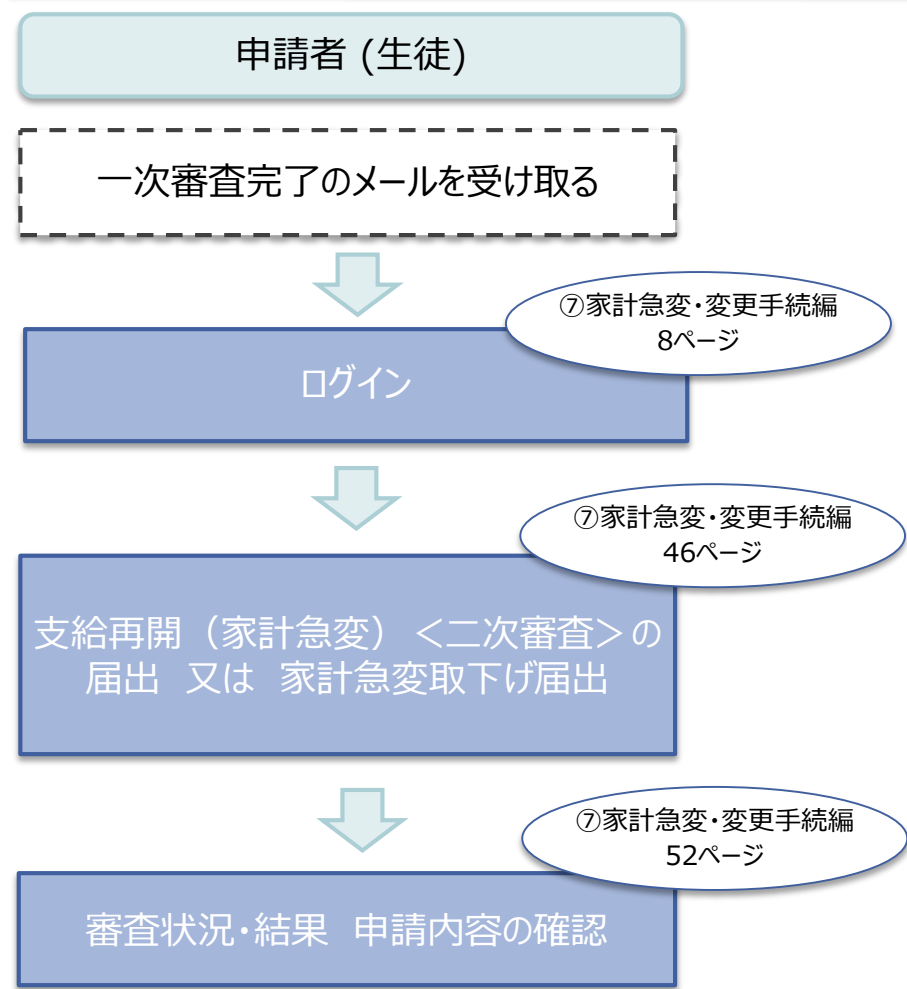 申請者 (生徒)
一次審査完了のメールを受け取る
⑦家計急変・変更手続編
8ページ
ログイン
⑦家計急変・変更手続編
46ページ
支給再開（家計急変）＜二次審査＞の
届出　又は　家計急変取下げ届出
⑦家計急変・変更手続編
52ページ
審査状況・結果　申請内容の確認